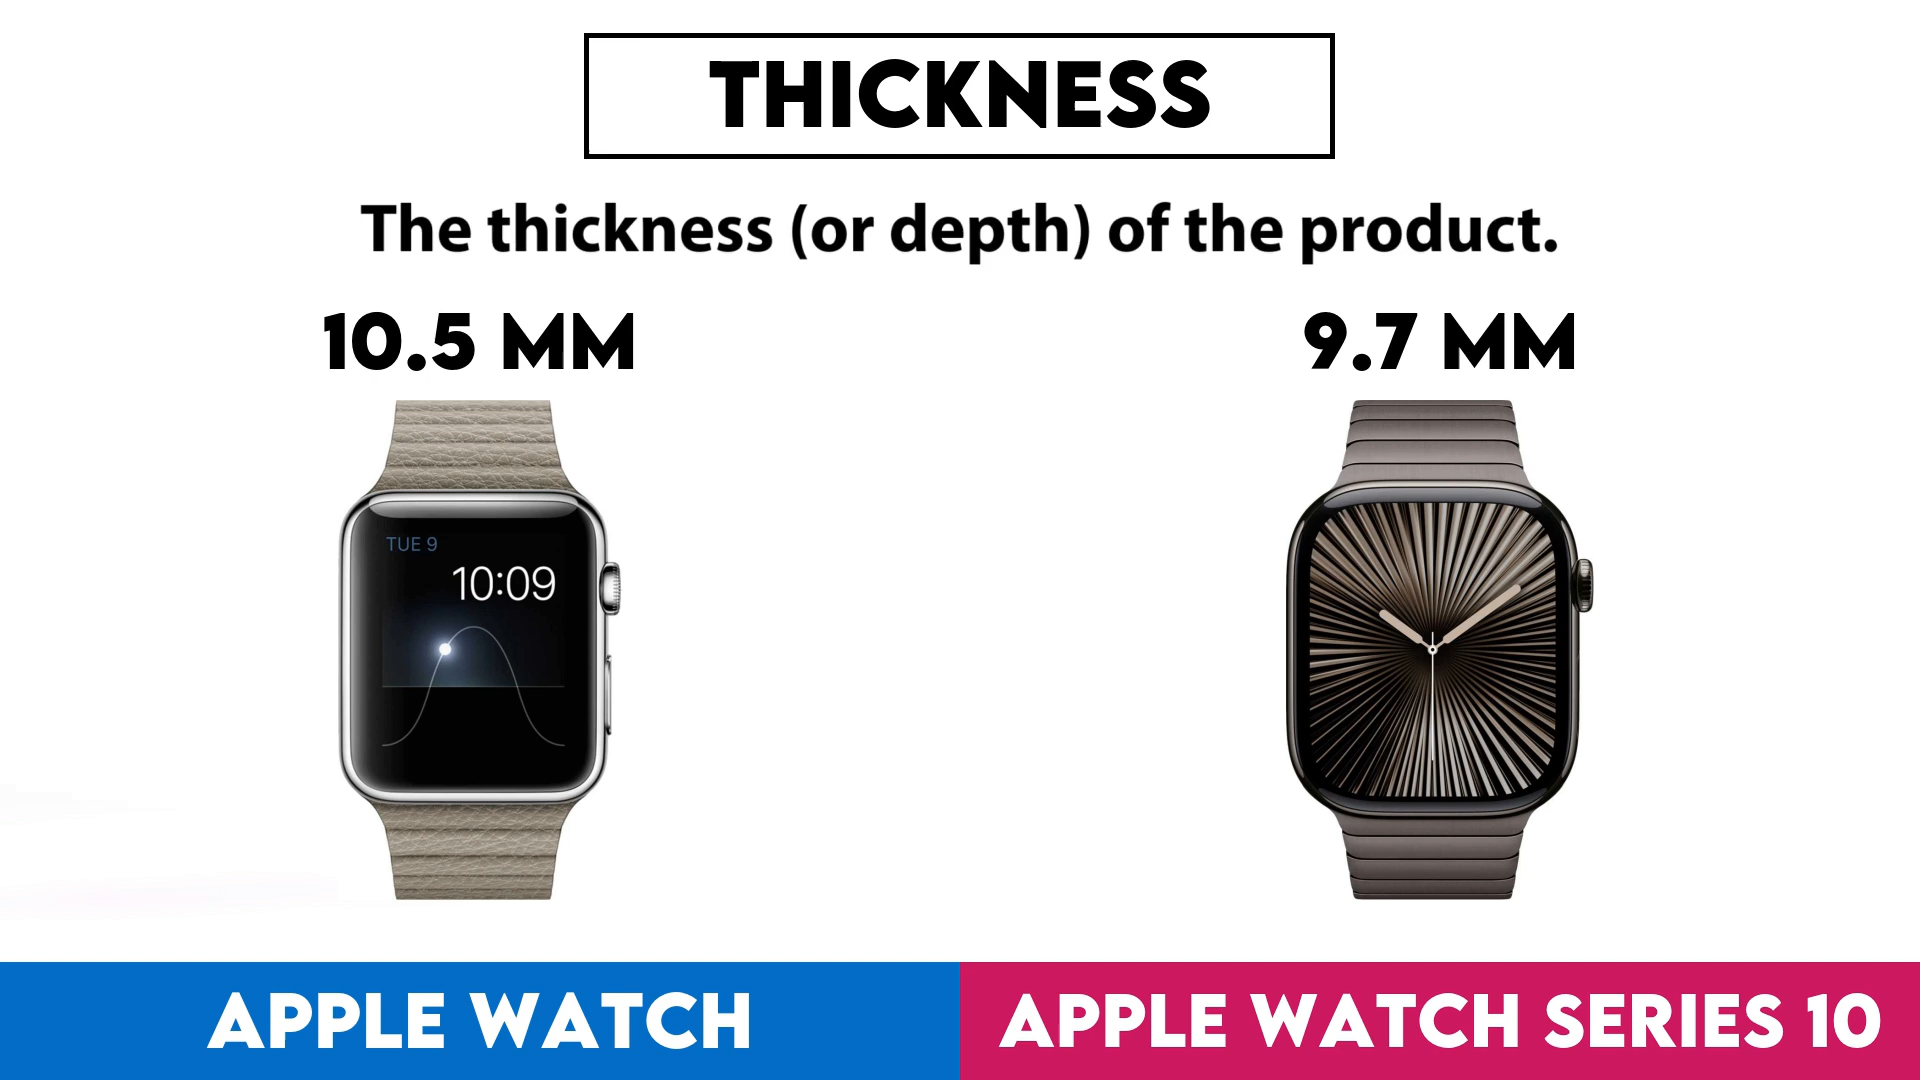 THICKNESS
The thickness (or depth) of the product.
10.5 MM
9.7 MM
TUE 9
10:09
APPLE WATCH
APPLE WATCH SERIES 10